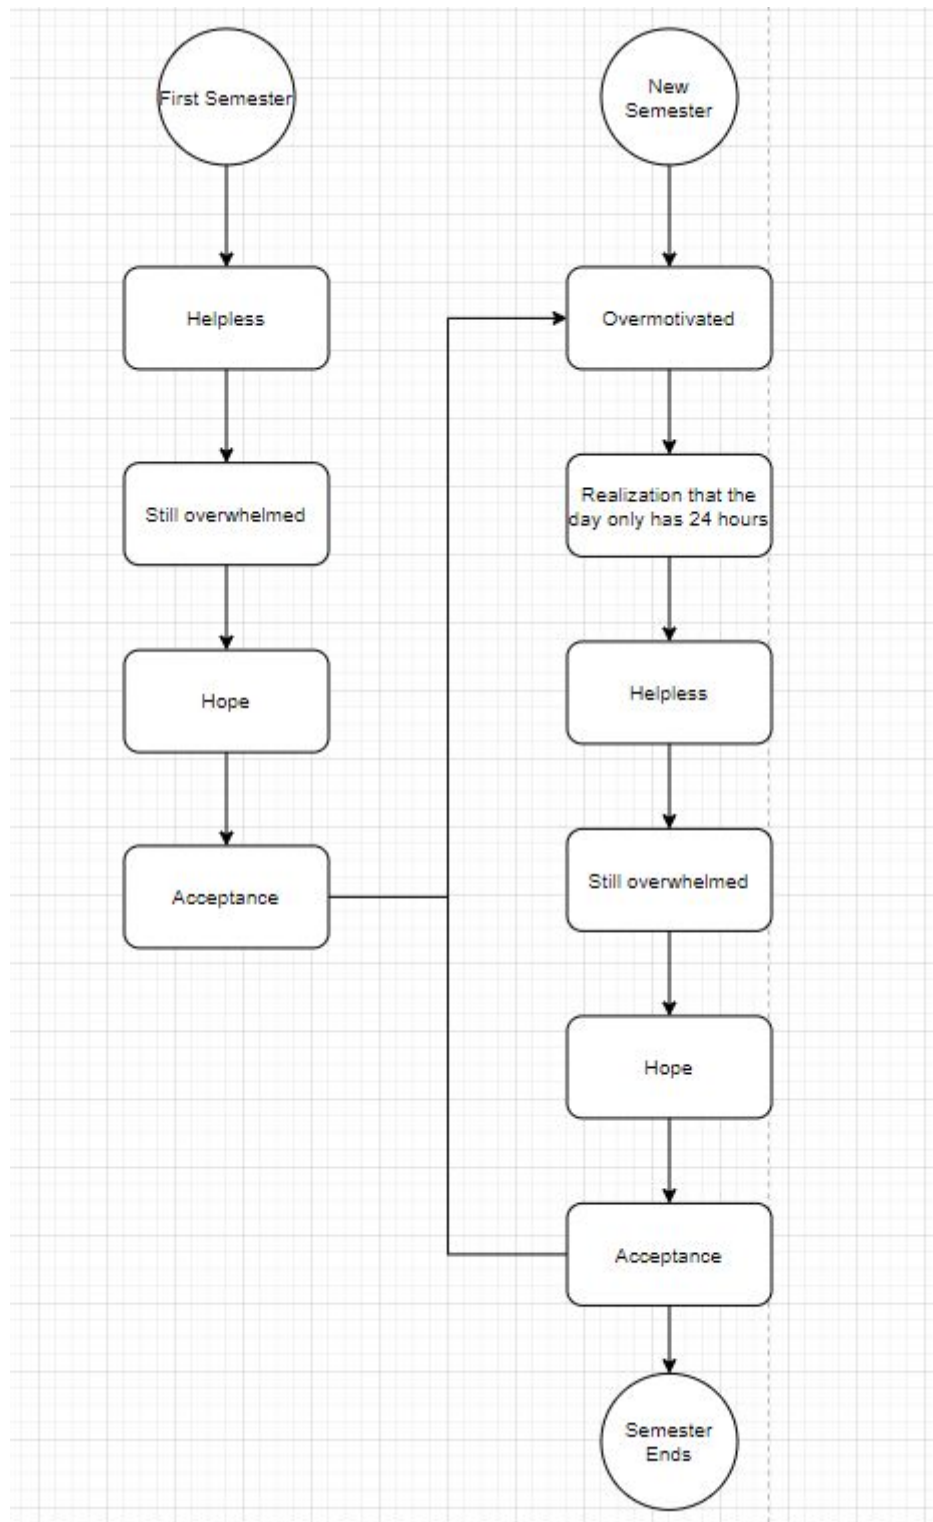 First Semester
Helpless
Still overwhelmed
Hope
Acceptance
New
Semester
Overmotivated
Realization that the
day only has 24 hours
Helpless
Still overwhelmed
Hope
Acceptance
Semester
Ends